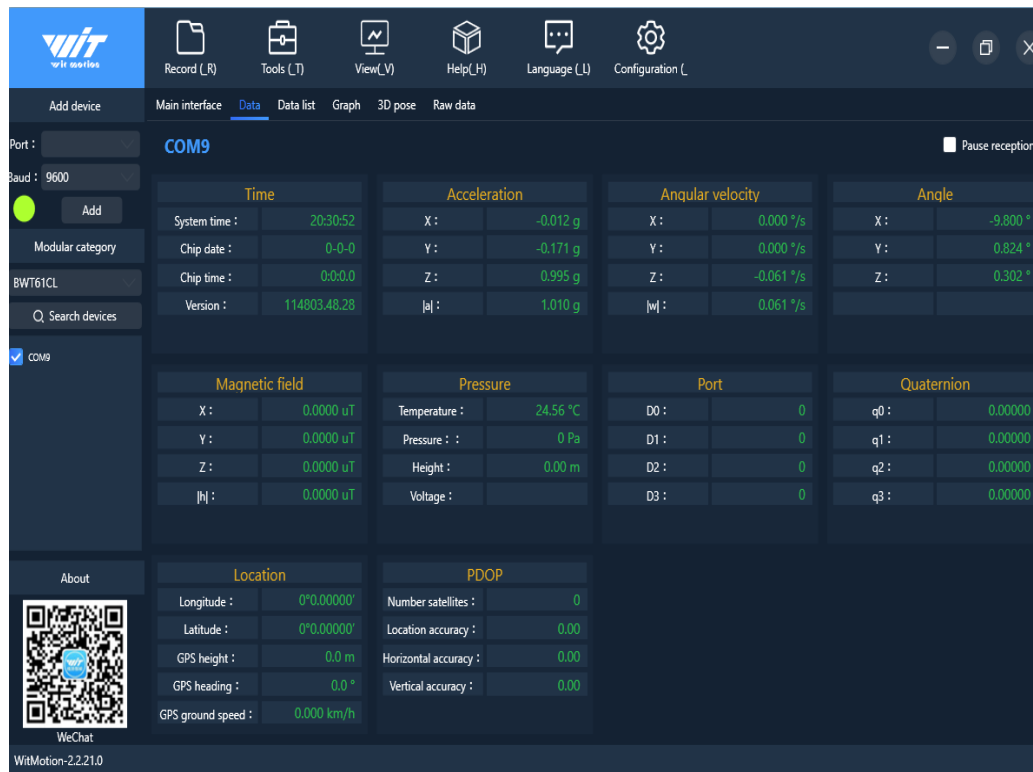 wit motion
Record (_R) Tools (_T) View(_V) Help(_H) Language (_L) Configuration (_
Add device
Main interface Data Data list Graph 3D pose Raw data
Port :
COM9
Pause reception
Baud : 9600
Add
Modular category
BWT61CL
Search devices
COM9
Time
System time : 20:30:52
Chip date : 0-0-0
Chip time : 0:0:0.0
Version : 114803.48.28
Acceleration
X : -0.012 g
Y : -0.171 g
Z : 0.995 g
|a| : 1.010 g
Angular velocity
X : 0.000 °/s
Y : 0.000 °/s
Z : -0.061 °/s
|w| : 0.061 °/s
Angle
X : -9.800 °
Y : 0.824 °
Z : 0.302 °
Magnetic field
X : 0.0000 uT
Y : 0.0000 uT
Z : 0.0000 uT
|h| : 0.0000 uT
Pressure
Temperature : 24.56 °C
Pressure : : 0 Pa
Height : 0.00 m
Voltage :
Port
D0 : 0
D1 : 0
D2 : 0
D3 : 0
Quaternion
q0 : 0.00000
q1 : 0.00000
q2 : 0.00000
q3 : 0.00000
Location
Longitude : 0°0.00000'
Latitude : 0°0.00000'
GPS height : 0.0 m
GPS heading : 0.0 °
GPS ground speed : 0.000 km/h
PDOP
Number satellites : 0
Location accuracy : 0.00
Horizontal accuracy : 0.00
Vertical accuracy : 0.00
About
WeChat
WitMotion-2.2.21.0